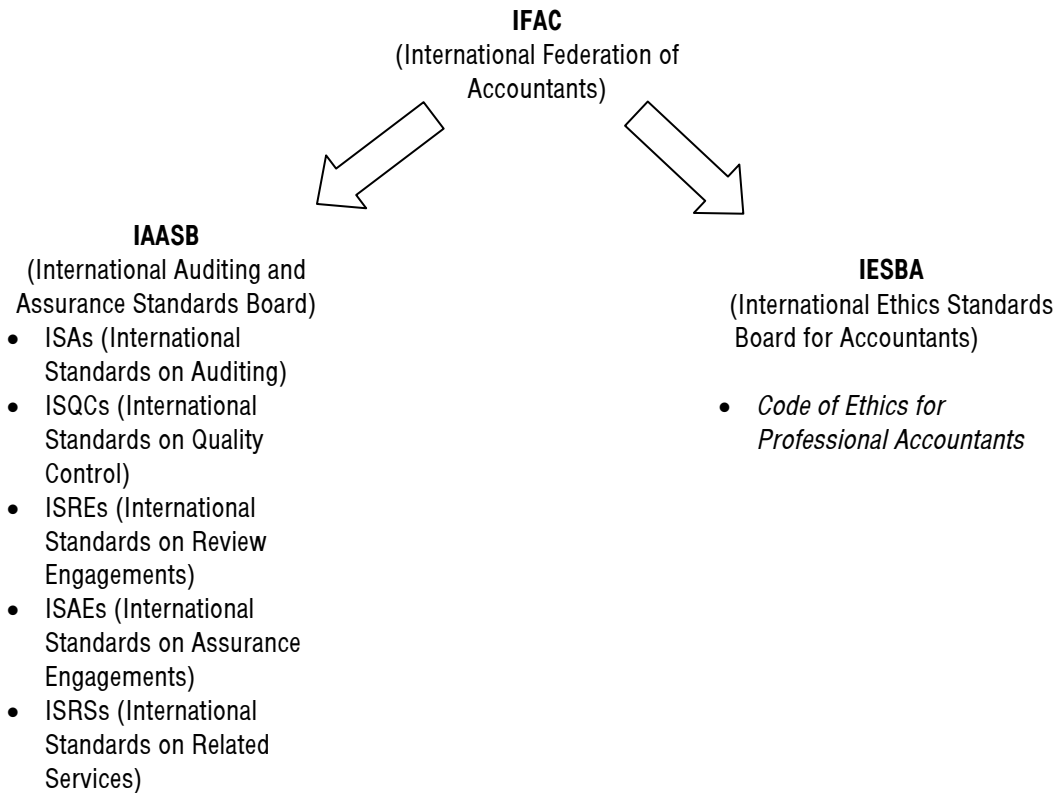 IFAC
(International Federation of
Accountants)
IAASB
(International Auditing and
Assurance Standards Board)
• ISAs (International
Standards on Auditing)
• ISQCs (International
Standards on Quality
Control)
• ISREs (International
Standards on Review
Engagements)
• ISAEs (International
Standards on Assurance
Engagements)
• ISRSs (International
Standards on Related
Services)
IESBA
(International Ethics Standards
Board for Accountants)
• Code of Ethics for
Professional Accountants